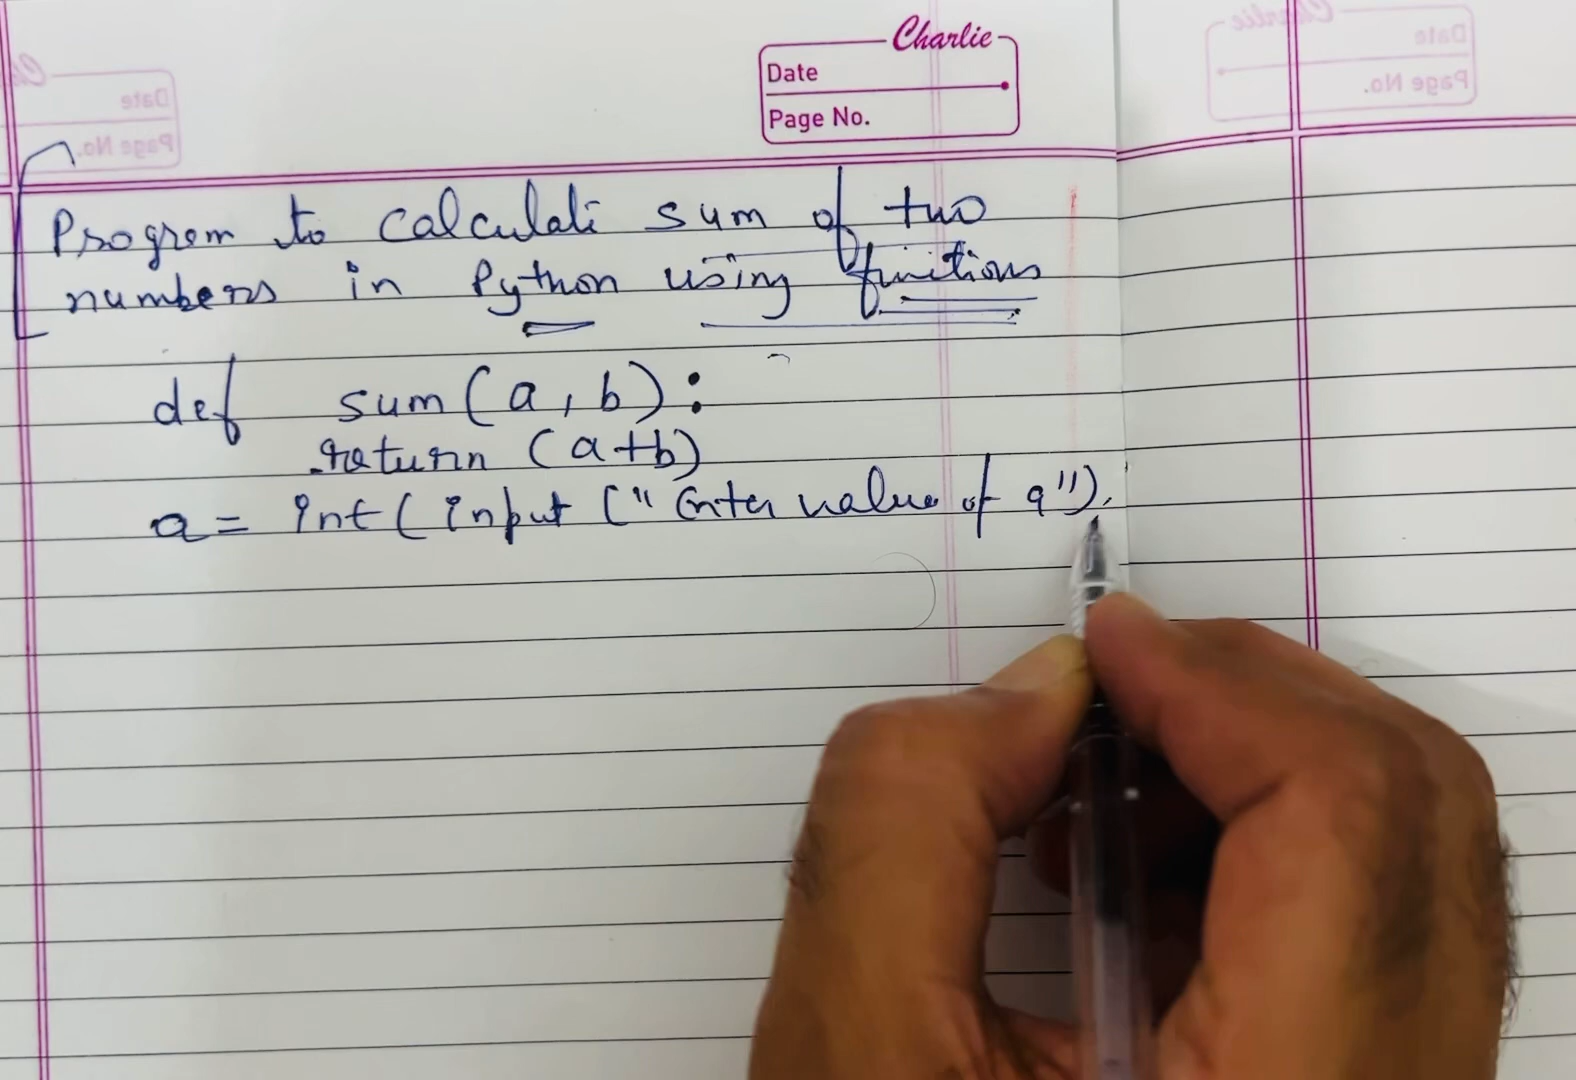 Charlie
Date
Page No.
Program to calculate sum of two
numbers in Python using functions
def sum(a, b):
return (a+b)
a = int(input("Enter value of a")